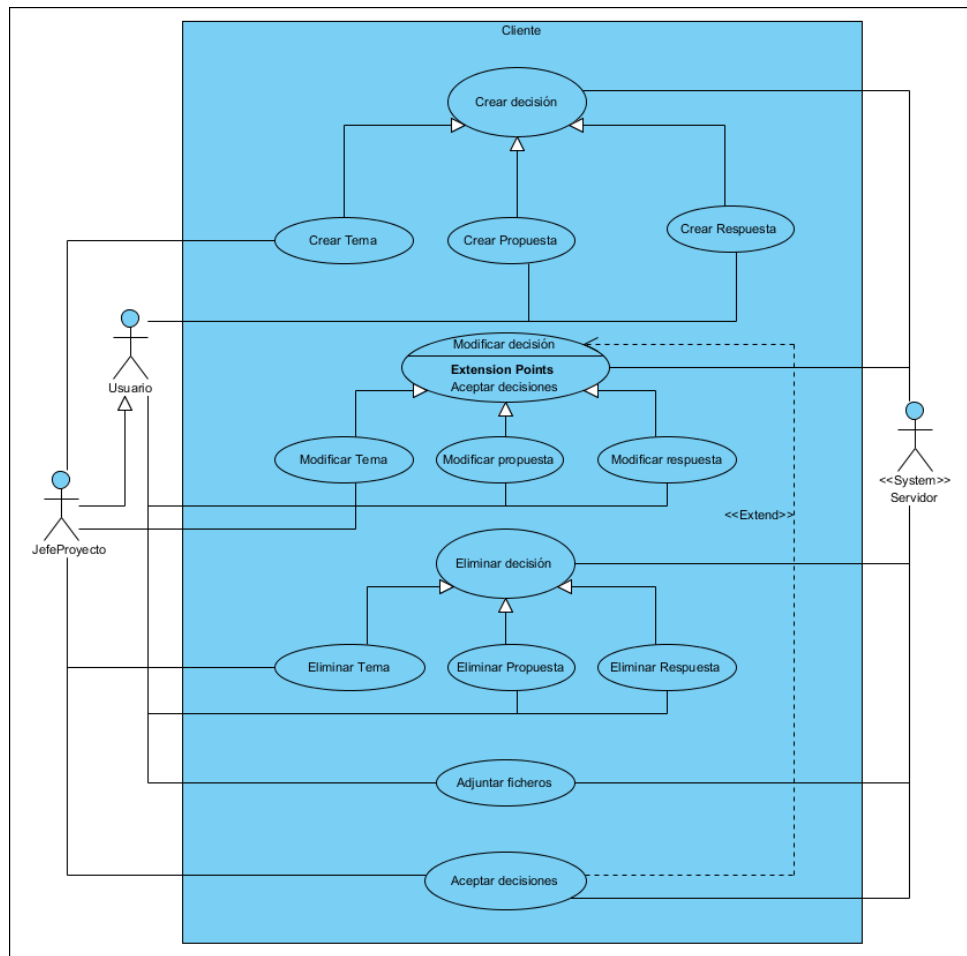 Cliente
Crear decisión
Crear Tema
Crear Propuesta
Crear Respuesta
Usuario
Modificar decisión
Extension Points
Aceptar decisiones
Modificar Tema
Modificar propuesta
Modificar respuesta
JefeProyecto
<<System>>
Servidor
<<Extend>>
Eliminar decisión
Eliminar Tema
Eliminar Propuesta
Eliminar Respuesta
Adjuntar ficheros
Aceptar decisiones